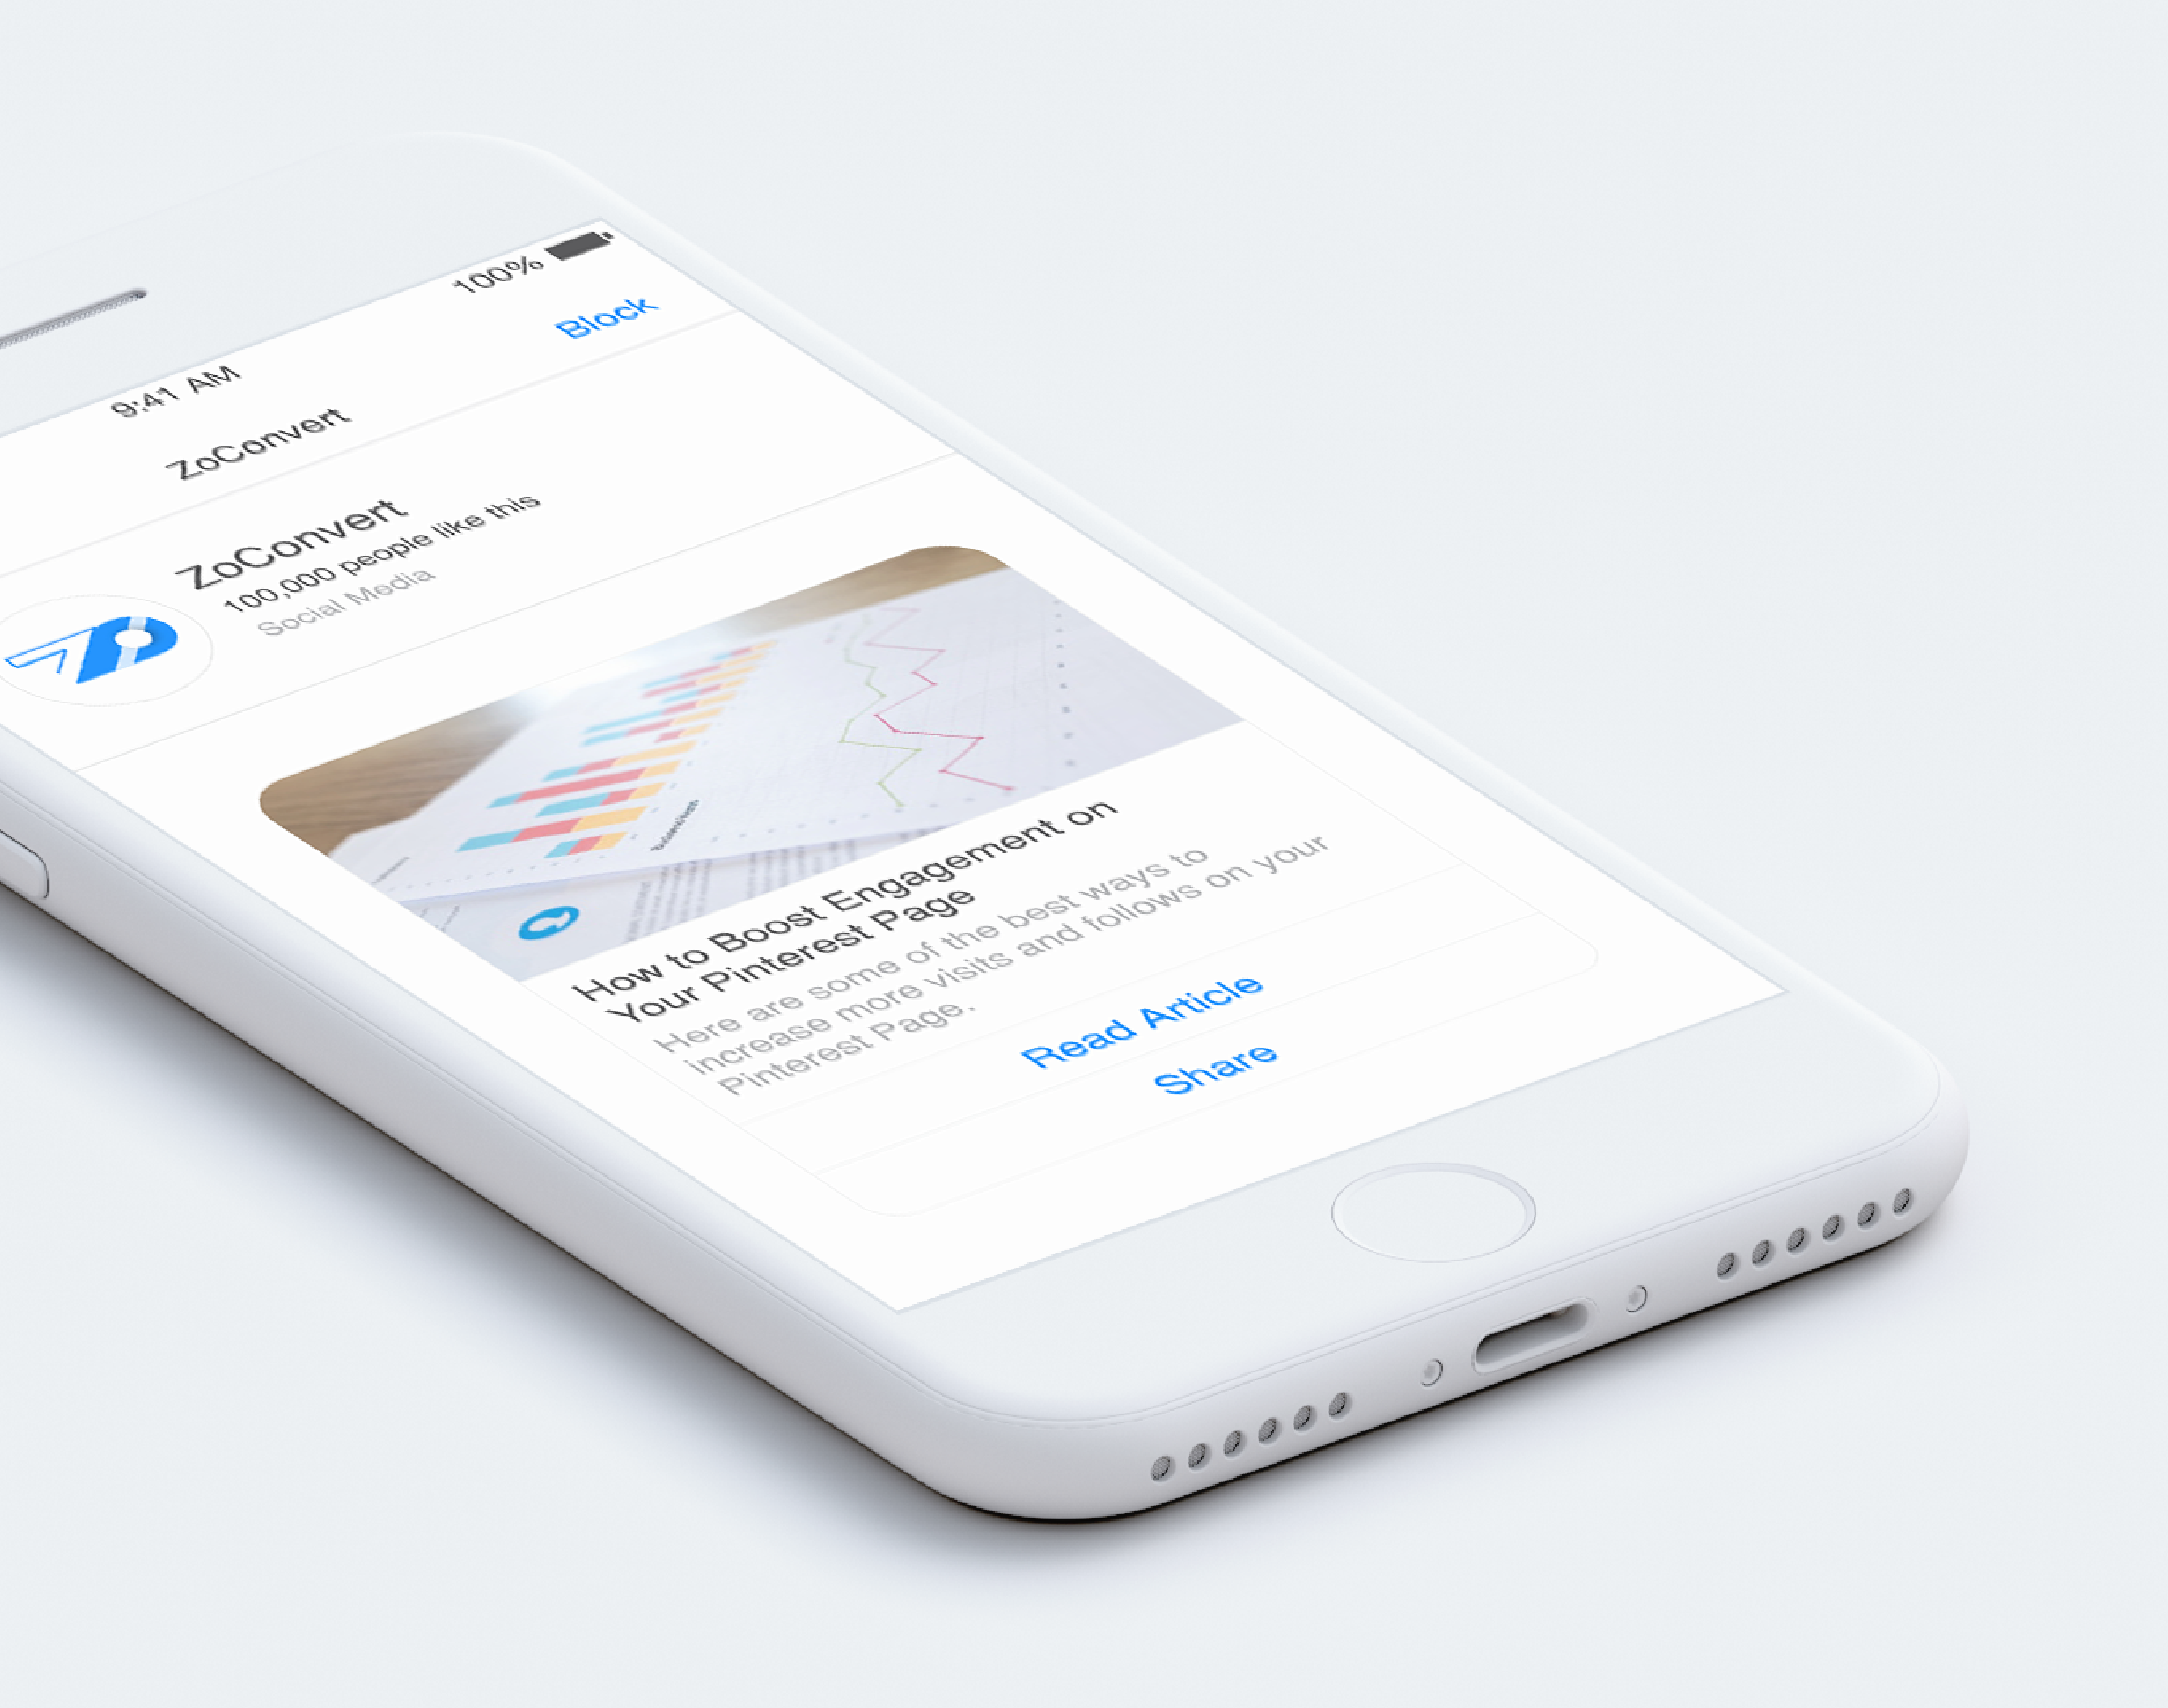 100%
9:41 AM
Block
ZoConvert
ZoConvert
100,000 people like this
Social Media
How to Boost Engagement on
Your Pinterest Page
Here are some of the best ways to
increase more visits and follows on your
Pinterest Page.
Read Article
Share